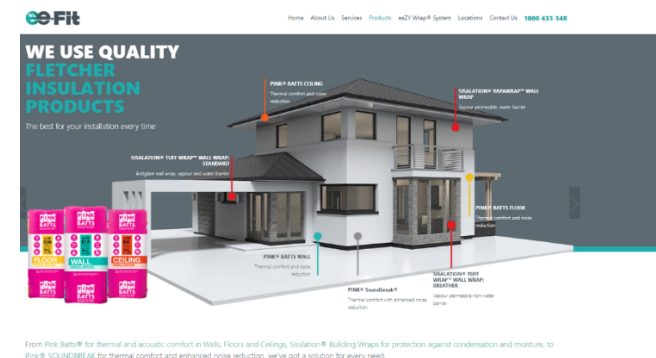 ee-Fit
Home About Us Services Products eeZY Wrap® System Locations Contact Us 1800 433 348
WE USE QUALITY
FLETCHER
INSULATION
PRODUCTS
The best for your installation every time
PINK® BATTS CEILING
Thermal comfort and noise
reduction
SISALATION® VAPAWRAP™ WALL
WRAP
Vapour permeable, water barrier
SISALATION® TUFF WRAP™ WALL WRAP:
STANDARD
Antiglare wall wrap, vapour and water barrier
PINK® BATTS FLOOR
Thermal comfort and noise
reduction
PINK® BATTS WALL
Thermal comfort and noise
reduction
PINK® Soundbreak®
Thermal comfort with enhanced noise
reduction
SISALATION® TUFF
WRAP™ WALL WRAP:
BREATHER
Vapour permeable non-water
barrier
PINK
BATTS
FLOOR
PINK
BATTS
WALL
PINK
BATTS
CEILING
From Pink Batts® for thermal and acoustic comfort in Walls, Floors and Ceilings, Sisalation® Building Wraps for protection against condensation and moisture, to
Pink® SOUNDBREAK for thermal comfort and enhanced noise reduction, we've got a solution for every need.